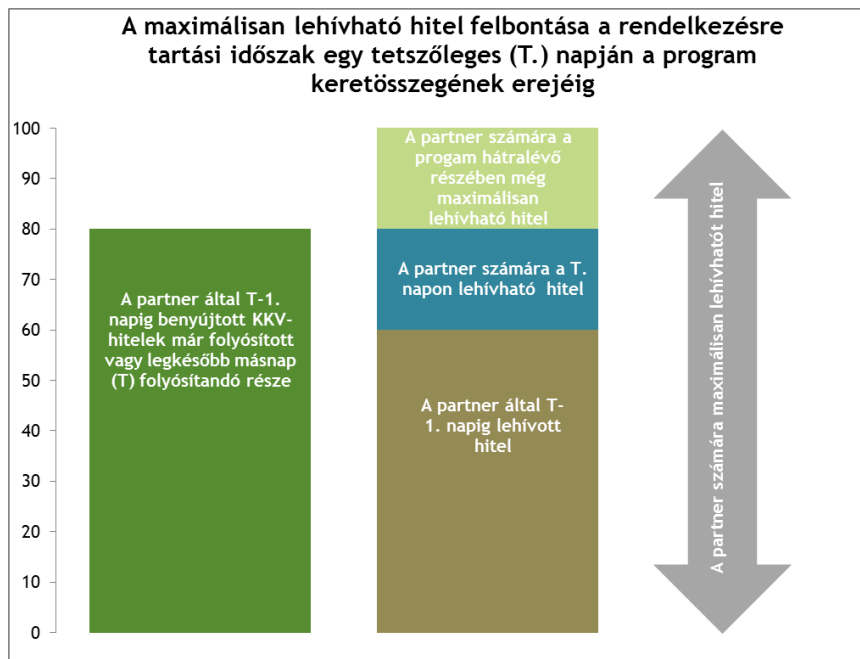 A maximálisan lehívható hitel felbontása a rendelkezésre
tartási időszak egy tetszőleges (T.) napján a program
keretösszegének erejéig
100
90
80
70
60
50
40
30
20
10
0
A partner által T-1.
napig benyújtott KKV-
hitelek már folyósított
vagy legkésőbb másnap
(T) folyósítandó része
A partner számára a
progam hátralévő
részében még
maximálisan
lehívható hitel
A partner számára a T.
napon lehívható hitel
A partner által T-
1. napig lehívott
hitel
A partner számára maximálisan lehívhatót hitel